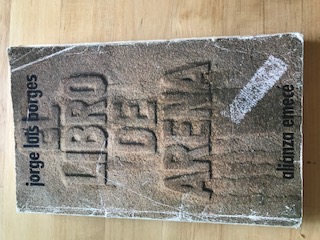 jorge luis borges
EL
LIBRO
DE
ARENA
alianza emecé